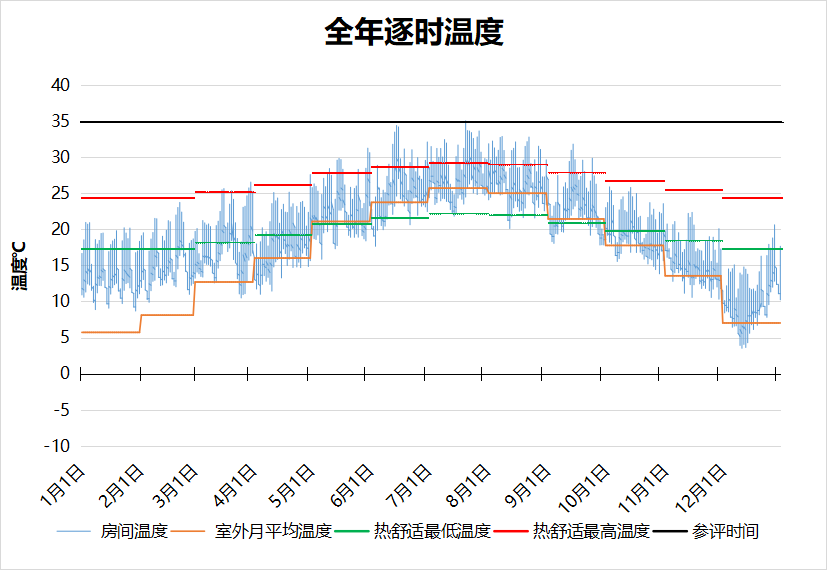 全年逐时温度
40
35
30
25
20
15
10
5
0
-5
-10
温度℃
1月1日
2月1日
3月1日
4月1日
5月1日
6月1日
7月1日
8月1日
9月1日
10月1日
11月1日
12月1日
房间温度 室外月平均温度 热舒适最低温度 热舒适最高温度 参评时间